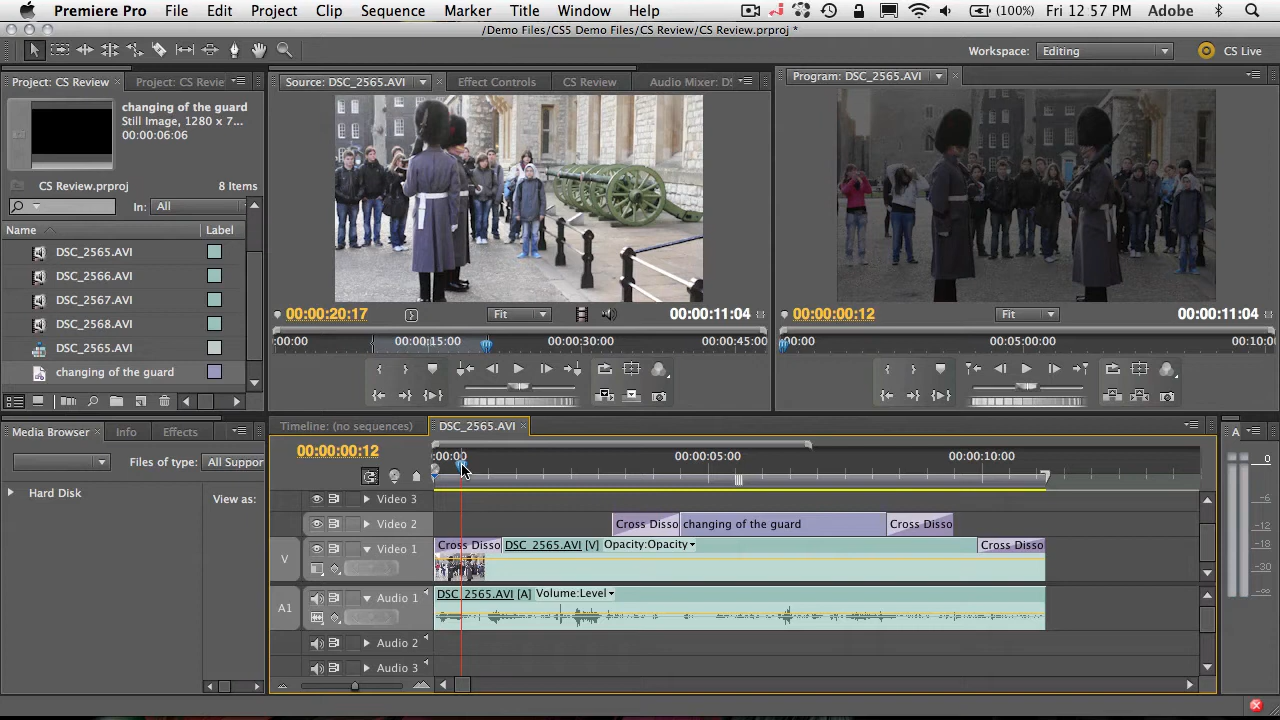 Premiere Pro File Edit Project Clip Sequence Marker Title Window Help (100%) Fri 12:57 PM Adobe
/Demo Files/CS5 Demo Files/CS Review/CS Review.prproj *
Workspace: Editing CS Live
Project: CS Review Project: CS Revie Source: DSC_2565.AVI Effect Controls CS Review Audio Mixer: DS Program: DSC_2565.AVI
changing of the guard
Still Image, 1280 x 7...
00:00:06:06
CS Review.prproj 8 Items
In: All
Name Label
DSC_2565.AVI
DSC_2566.AVI
DSC_2567.AVI
DSC_2568.AVI
DSC_2565.AVI
changing of the guard
00:00:20:17 Fit 00:00:11:04
:00:00 00:00:15:00 00:00:30:00 00:00:45:00
00:00:00:12 Fit 00:00:11:04
00:00 00:05:00:00 00:10:0
Media Browser Info Effects
Files of type: All Suppor
Hard Disk View as:
Timeline: (no sequences) DSC_2565.AVI
00:00:00:12 :00:00 00:00:05:00 00:00:10:00
Video 3
Video 2 Cross Disso changing of the guard Cross Disso
V Video 1 Cross Disso DSC_2565.AVI [V] Opacity:Opacity Cross Disso
A1 Audio 1 DSC_2565.AVI [A] Volume:Level
Audio 2
Audio 3
A
0
-6
-12
-18
-30
-∞